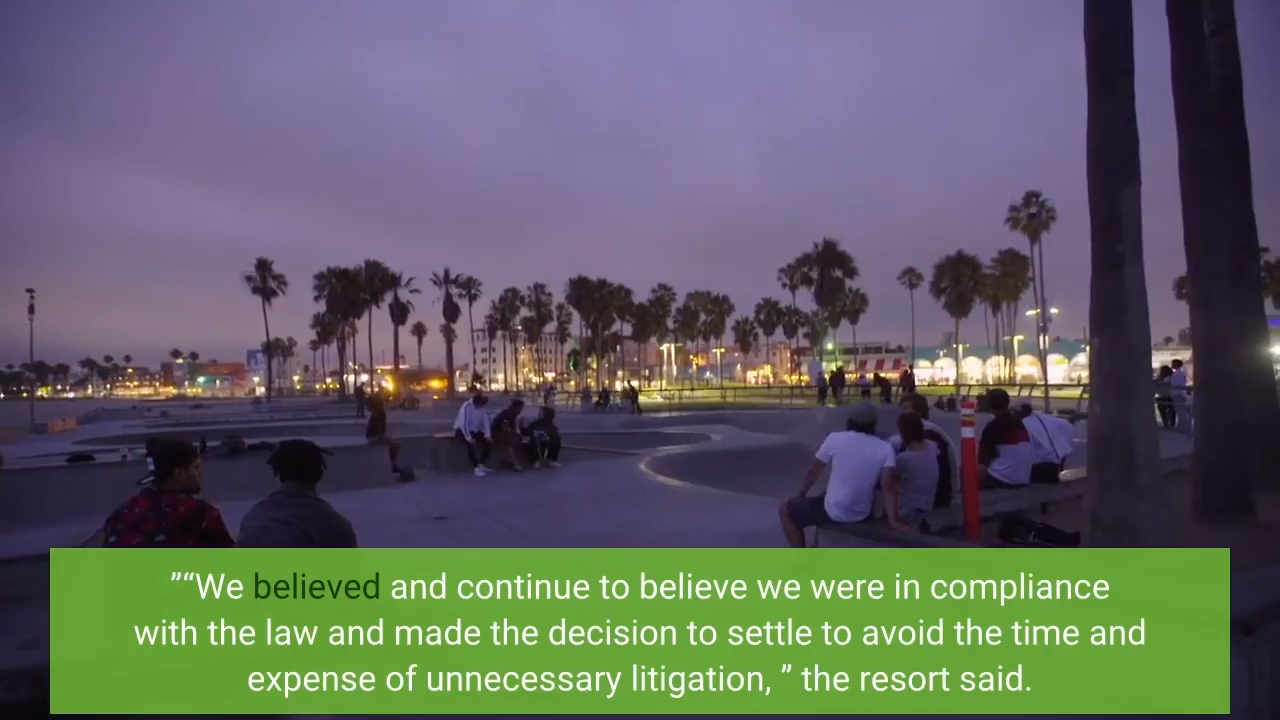 ”“We believed and continue to believe we were in compliance
with the law and made the decision to settle to avoid the time and
expense of unnecessary litigation, ” the resort said.